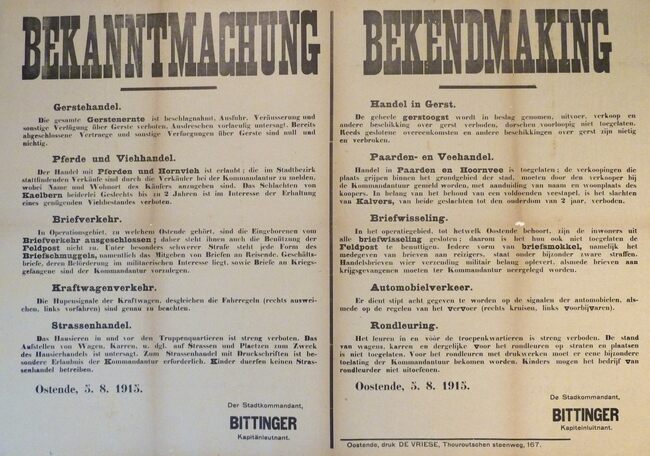 BEKANNTMACHUNG
Gerstehandel.
Die gesamte Gerstenernte ist beschlagnahmt, Ausfuhr, Veräusserung und
sonstige Verfügung über Gerste verboten. Ausdreschen vorlaeufig untersagt. Bereits
abgeschlossene Vertraege und sonstige Verfuegungen über Gerste sind null und
nichtig.
Pferde und Viehhandel.
Der Handel mit Pferden und Hornvieh ist erlaubt; die im Stadtbezirk
stattfindenden Verkäufe sind durch die Verkäufer bei der Kommandantur zu melden,
wobei Name und Wohnort des Käufers anzugeben sind. Das Schlachten von
Kaelbern beiderlei Geslechts bis zu 2 Jahren ist im Interesse der Erhaltung
eines genügenden Viehbestandes verboten.
Briefverkehr.
In Operationsgebiet, zu welchem Ostende gehört, sind die Eingeborenen vom
Briefverkehr ausgeschlossen; daher steht ihnen auch die Benützung der
Feldpost nicht zu. Unter besonders schwerer Strafe steht jede Form des
Briefschmuggels, namentlich das Mitgeben von Briefen an Reisende. Geschäfts-
briefe, deren Beförderung im militaerischen Interesse liegt, sowie Briefe an Kriegs-
gefangene sind der Kommandantur vorzulegen.
Kraftwagenverkehr.
Die Hupensignale der Kraftwagen, desgleichen die Fahrregeln (rechts auswei-
chen, links vorfahren) sind genau zu beachten.
Strassenhandel.
Das Hausieren in und vor den Truppenquartieren ist streng verboten. Das
Aufstellen von Wagen, Karren, u. dgl. auf Strassen und Plaetzen zum Zweck
des Hausierhandels ist untersagt. Zum Strassenhandel mit Druckschriften ist be-
sondere Erlaubnis der Kommandantur erforderlich. Kinder duerfen keinen Stras-
senhandel betreiben.
Ostende, 5. 8. 1915.
Der Stadtkommandant,
BITTINGER
Kapitänleutnant.
BEKENDMAKING
Handel in Gerst.
De geheele gerstoogst wordt in beslag genomen, uitvoer, verkoop en
andere beschikking over gerst verboden, dorschen voorloopig niet toegelaten.
Reeds geslotene overeenkomsten en andere beschikkingen over gerst zijn nietig
en verbroken.
Paarden- en Veehandel.
Handel in Paarden en Hoornvee is toegelaten; de verkoopingen die
plaats grijpen binnen het grondgebied der stad, moeten door den verkooper bij
de Kommandantuur gemeld worden, met aanduiding van naam en woonplaats des
koopers. In belang van het behoud van een voldoenden veestapel, is het slachten
van Kalvers, van beide geslachten tot den ouderdom van 2 jaar, verboden.
Briefwisseling.
In het operatiegebied, tot hetwelk Oostende behoort, zijn de inwoners uit
alle briefwisseling gesloten; daarom is het hun ook niet toegelaten de
Feldpost te benuttigen. Iedere vorm van briefsmokkel, namelijk het
medegeven van brieven aan reizigers, staat onder bijzonder zware straffen.
Handelsbrieven wier verzending militair belang oplevert, alsmede brieven aan
krijgsgevangenen moeten ter Kommandantur neergelegd worden.
Automobielverkeer.
Er dient stipt acht gegeven te worden op de signalen der automobielen, als-
mede op de regelen van het verveer (rechts kruisen, links voorbijvaren).
Rondleuring.
Het leuren in en vóór de troepenkwartieren is streng verboden. De stand
van wagens, karren en dergelijke voor het rondleuren op straten en plaatsen
is niet toegelaten. Voor het rondleuren met drukwerken moet er eene bijzondere
toelating der Kommandantur bekomen worden. Kinders mogen het bedrijf van
rondleurder niet uitoefenen.
Oostende, 5. 8. 1915.
De Stadskommandant,
BITTINGER
Kapiteinluitnant.
Oostende, druk DE VRIESE, Thouroutschen steenweg, 167.